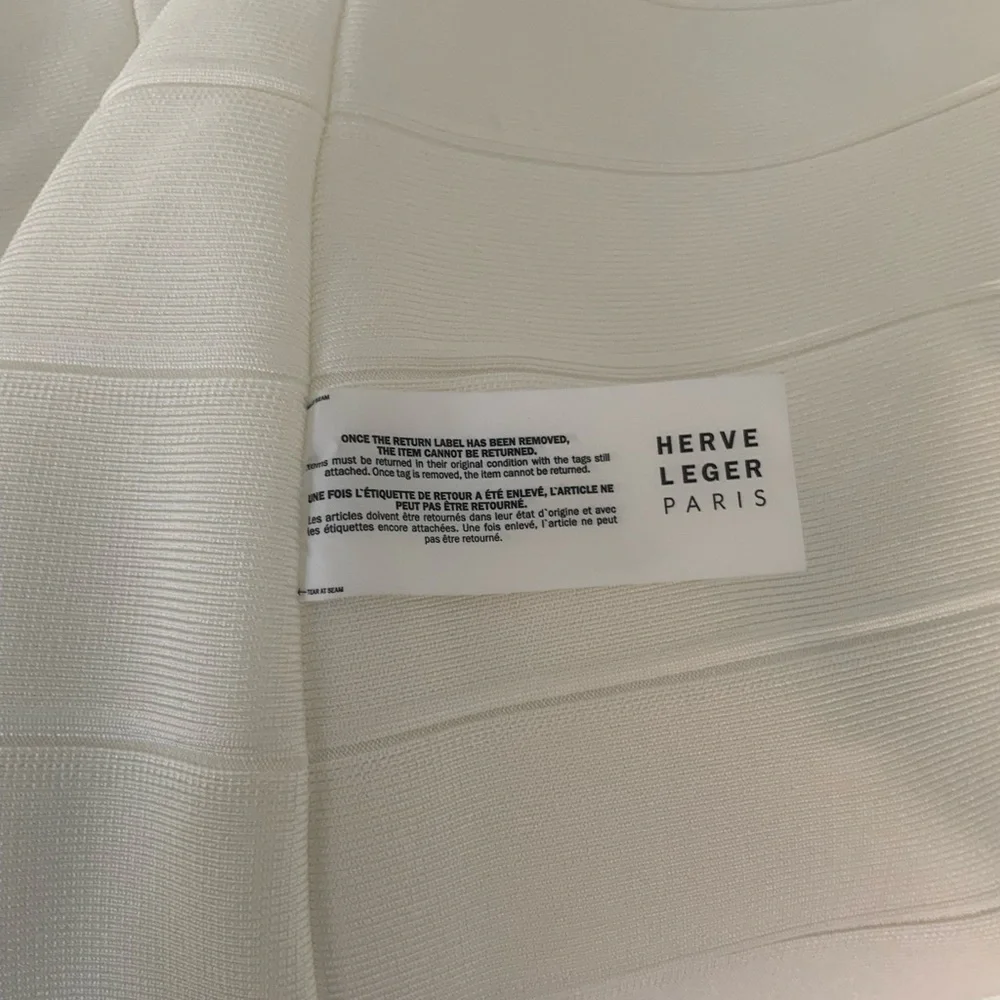 SEAM
ONCE THE RETURN LABEL HAS BEEN REMOVED,
THE ITEM CANNOT BE RETURNED.
must be returned in their original condition with the tags still
attached. Once tag is removed, the item cannot be returned.
UNE FOIS L'ÉTIQUETTE DE RETOUR A ÉTÉ ENLEVÉ, L'ARTICLE NE
PEUT PAS ÊTRE RETOURNÉ.
Les articles doivent être retournés dans leur état d`origine et avec
les étiquettes encore attachées. Une fois enlevé, l`article ne peut
pas être retourné.
TEAR AT SEAM
HERVE
LEGER
PARIS